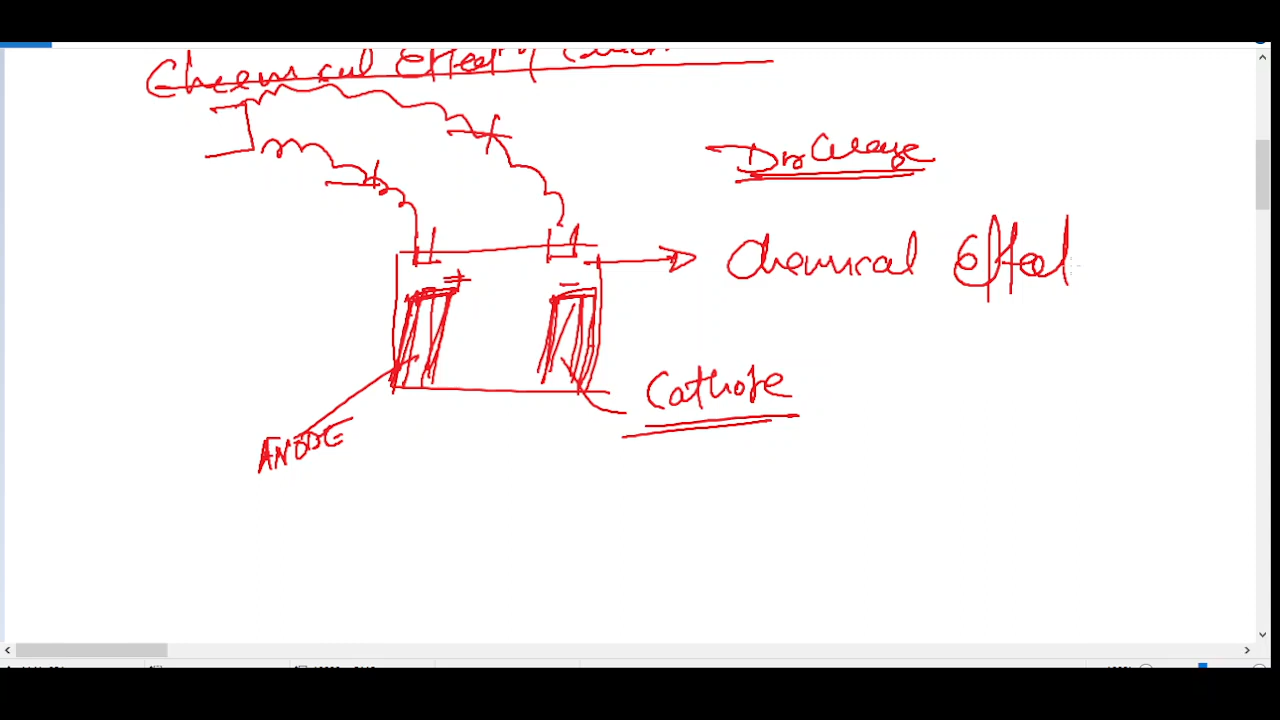 Chemical Effect of
DisCharge
Chemical Effect
Cathode
ANODE